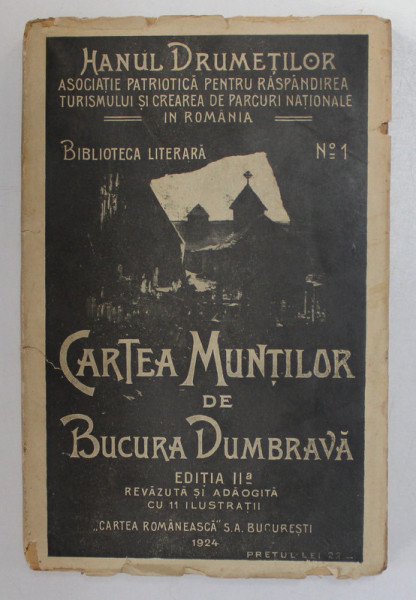 HANUL DRUMEȚILOR
ASOCIAȚIE PATRIOTICĂ PENTRU RĂSPÂNDIREA
TURISMULUI ȘI CREAREA DE PARCURI NAȚIONALE
IN ROMÂNIA
BIBLIOTECA LITERARĂ Nº 1
CARTEA MUNȚILOR
DE
BUCURA DUMBRAVĂ
EDIȚIA IIª
REVĂZUTĂ ȘI ADĂOGITĂ
CU 11 ILUSTRAȚII
„CARTEA ROMÂNEASCĂ" S.A. BUCUREȘTI
1924
PREȚUL LEI